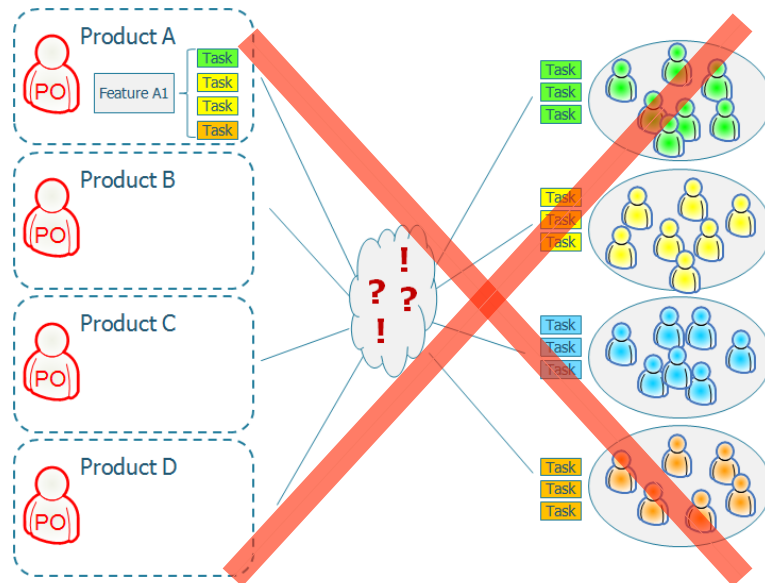 Product A
PO
Feature A1
Task
Task
Task
Task
Product B
PO
Product C
PO
Product D
PO
!
?
?
!
Task
Task
Task
Task
Task
Task
Task
Task
Task
Task
Task
Task